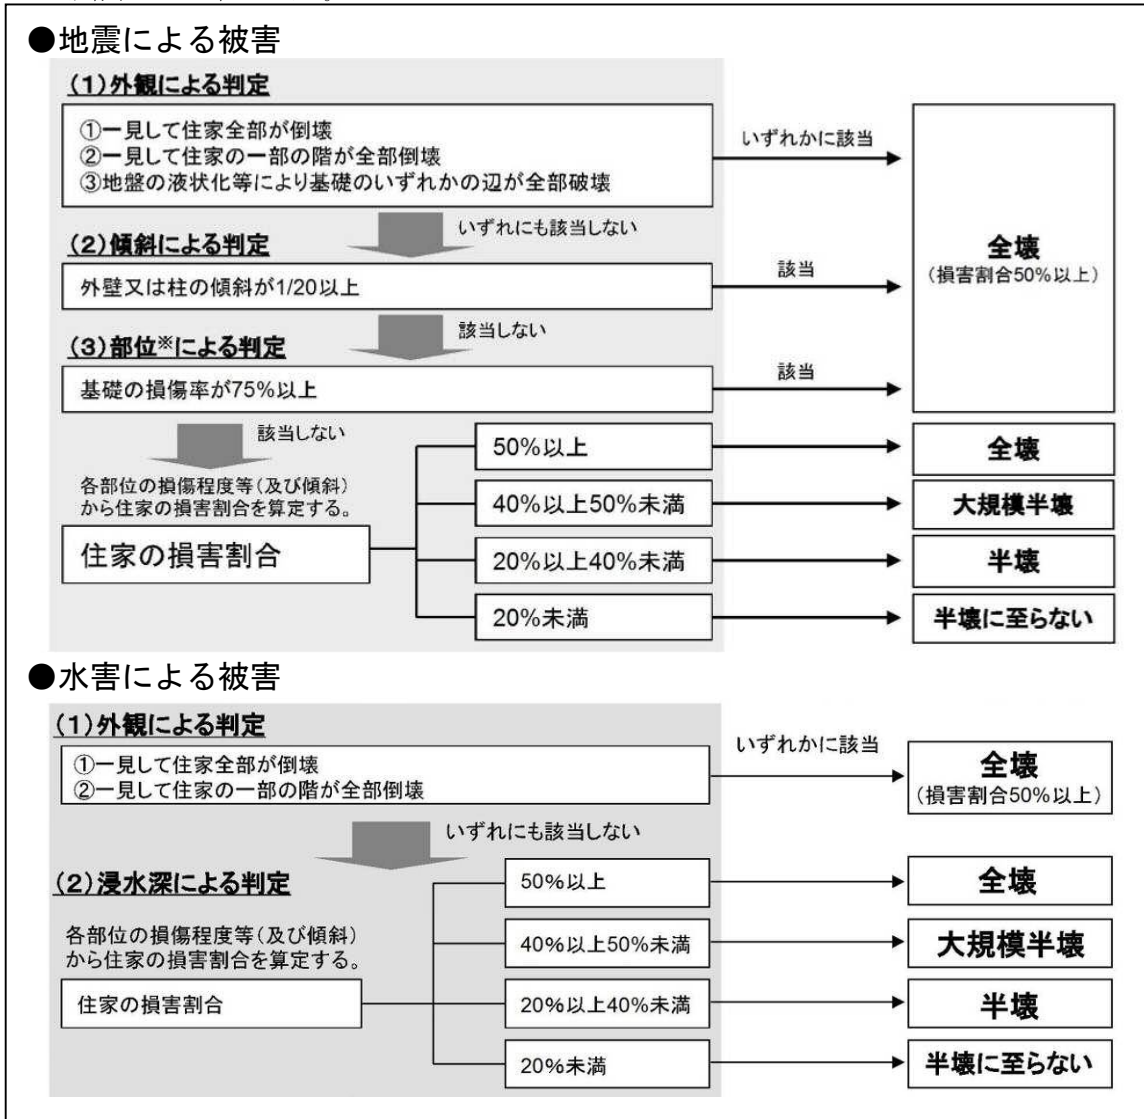 ●地震による被害
(1)外観による判定
①一見して住家全部が倒壊
②一見して住家の一部の階が全部倒壊
③地盤の液状化等により基礎のいずれかの辺が全部破壊
いずれかに該当
いずれにも該当しない
(2)傾斜による判定
外壁又は柱の傾斜が1/20以上
該当
全壊
(損害割合50%以上)
該当しない
(3)部位※による判定
基礎の損傷率が75%以上
該当
該当しない
各部位の損傷程度等(及び傾斜)
から住家の損害割合を算定する。
住家の損害割合
50%以上
全壊
40%以上50%未満
大規模半壊
20%以上40%未満
半壊
20%未満
半壊に至らない
●水害による被害
(1)外観による判定
①一見して住家全部が倒壊
②一見して住家の一部の階が全部倒壊
いずれかに該当
全壊
(損害割合50%以上)
いずれにも該当しない
(2)浸水深による判定
各部位の損傷程度等(及び傾斜)
から住家の損害割合を算定する。
住家の損害割合
50%以上
全壊
40%以上50%未満
大規模半壊
20%以上40%未満
半壊
20%未満
半壊に至らない